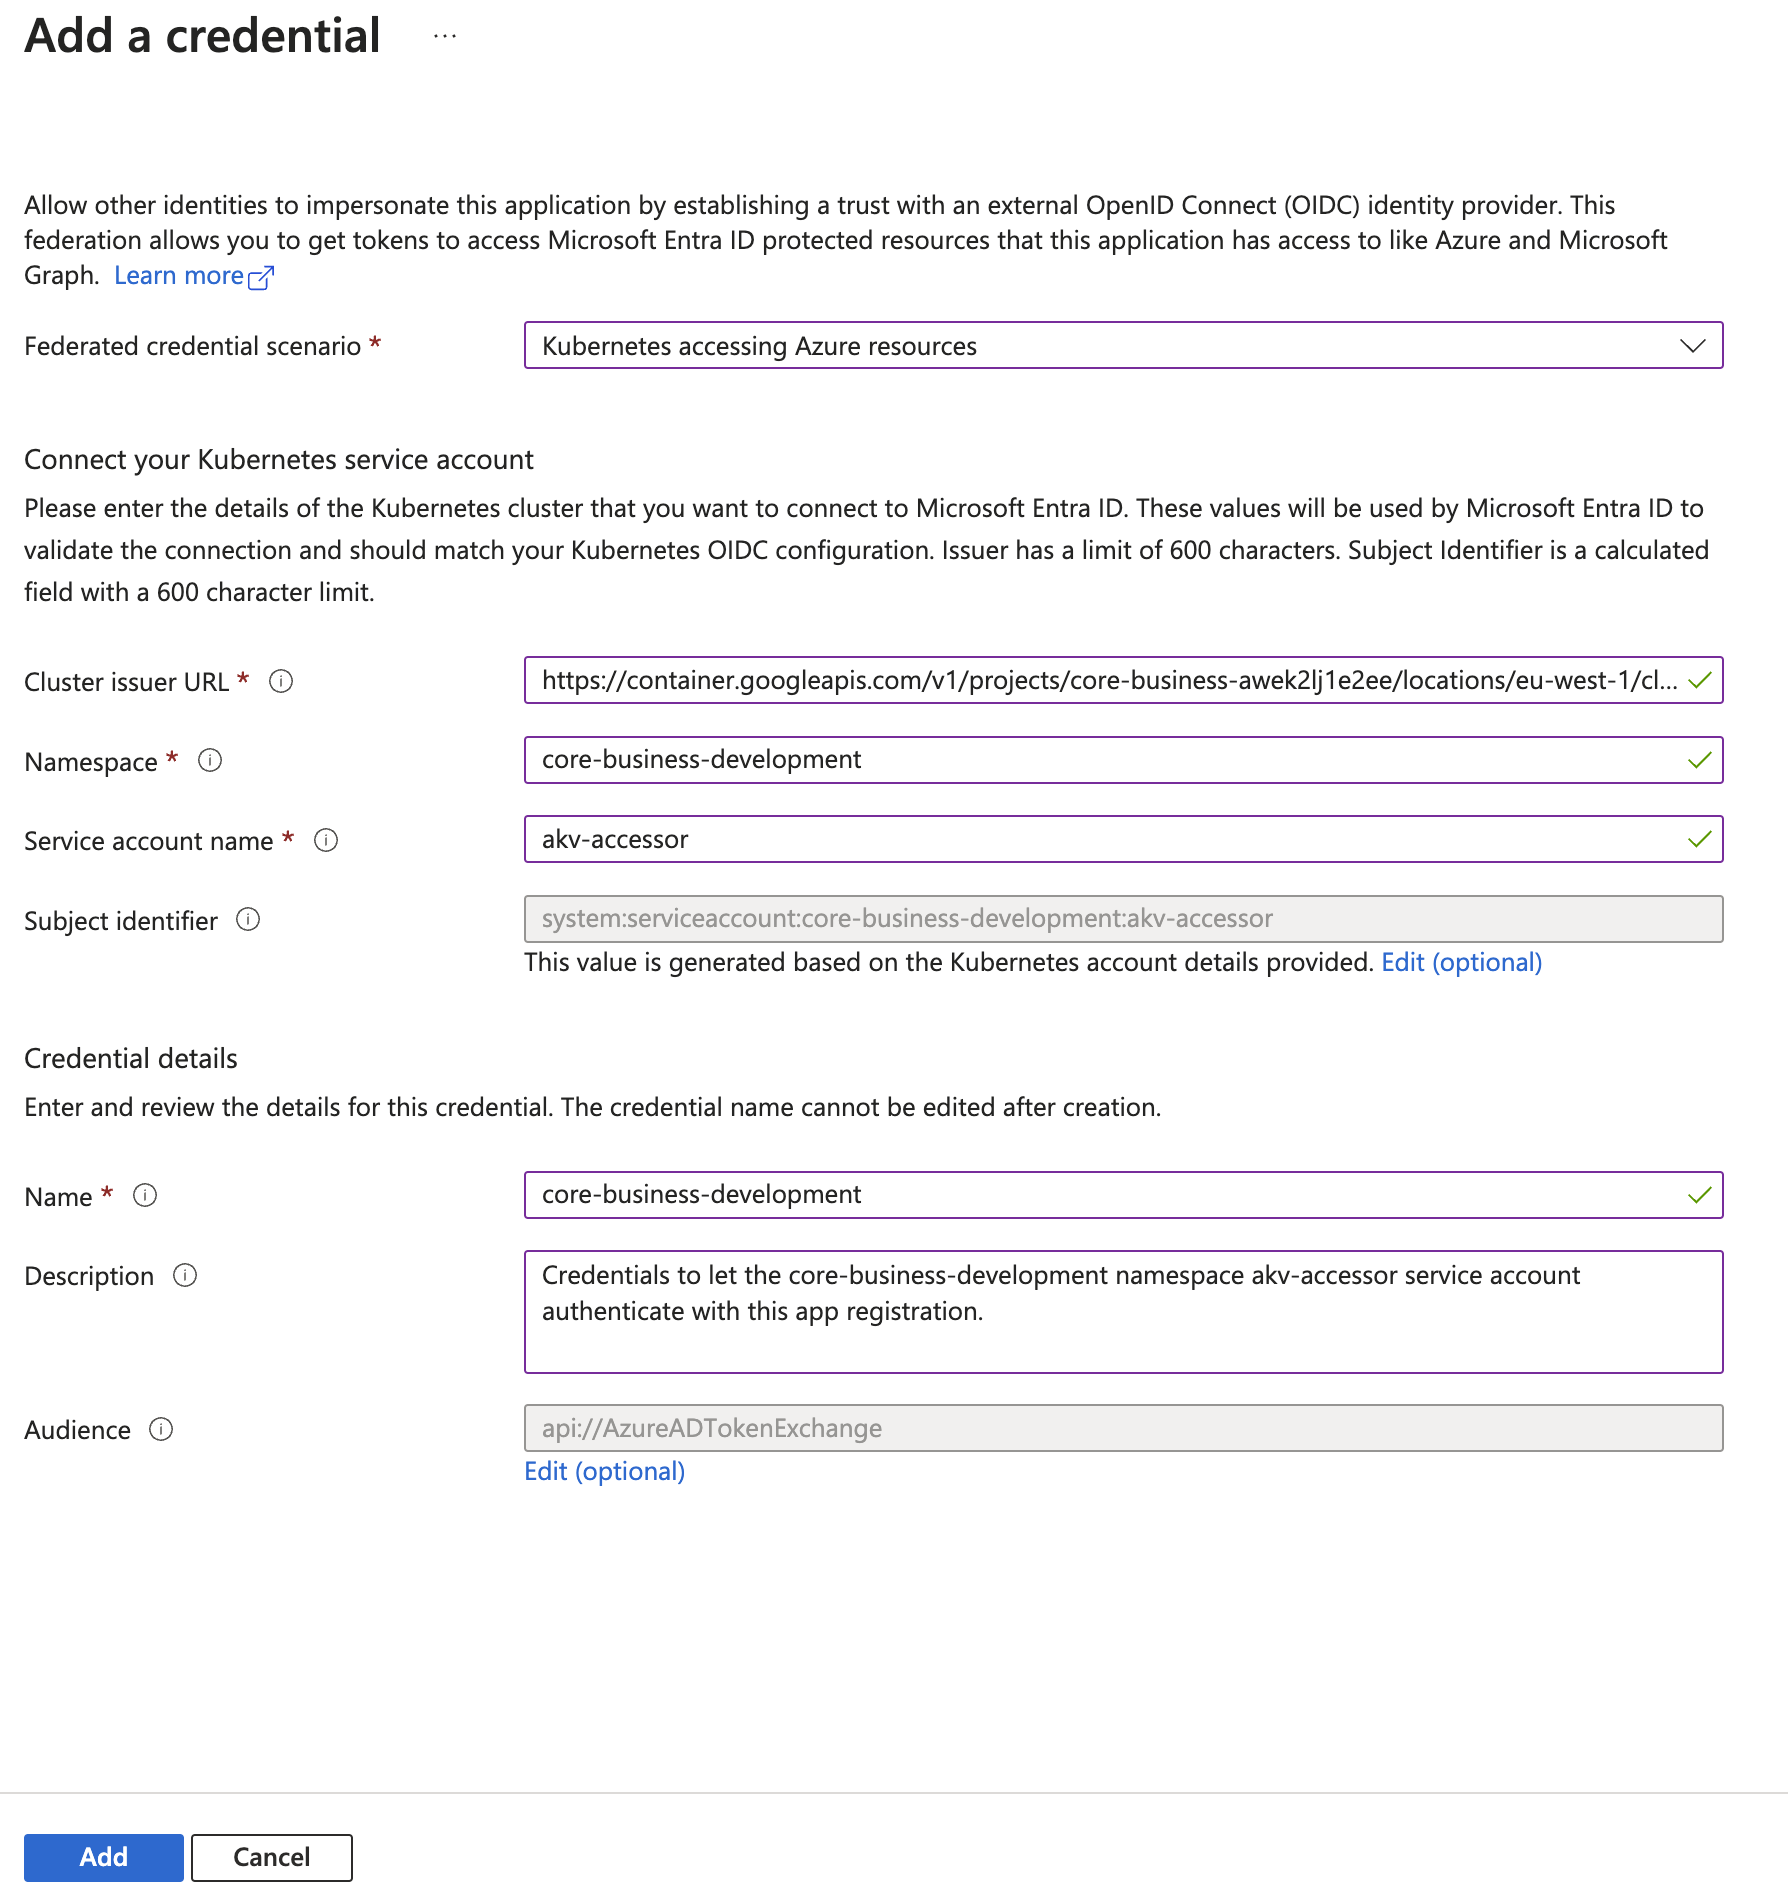 Add a credential ...
Allow other identities to impersonate this application by establishing a trust with an external OpenID Connect (OIDC) identity provider. This
federation allows you to get tokens to access Microsoft Entra ID protected resources that this application has access to like Azure and Microsoft
Graph. Learn more
Federated credential scenario *
Kubernetes accessing Azure resources
Connect your Kubernetes service account
Please enter the details of the Kubernetes cluster that you want to connect to Microsoft Entra ID. These values will be used by Microsoft Entra ID to
validate the connection and should match your Kubernetes OIDC configuration. Issuer has a limit of 600 characters. Subject Identifier is a calculated
field with a 600 character limit.
Cluster issuer URL *
https://container.googleapis.com/v1/projects/core-business-awek2lj1e2ee/locations/eu-west-1/cl...
Namespace *
core-business-development
Service account name *
akv-accessor
Subject identifier
system:serviceaccount:core-business-development:akv-accessor
This value is generated based on the Kubernetes account details provided. Edit (optional)
Credential details
Enter and review the details for this credential. The credential name cannot be edited after creation.
Name *
core-business-development
Description
Credentials to let the core-business-development namespace akv-accessor service account
authenticate with this app registration.
Audience
api://AzureADTokenExchange
Edit (optional)
Add
Cancel